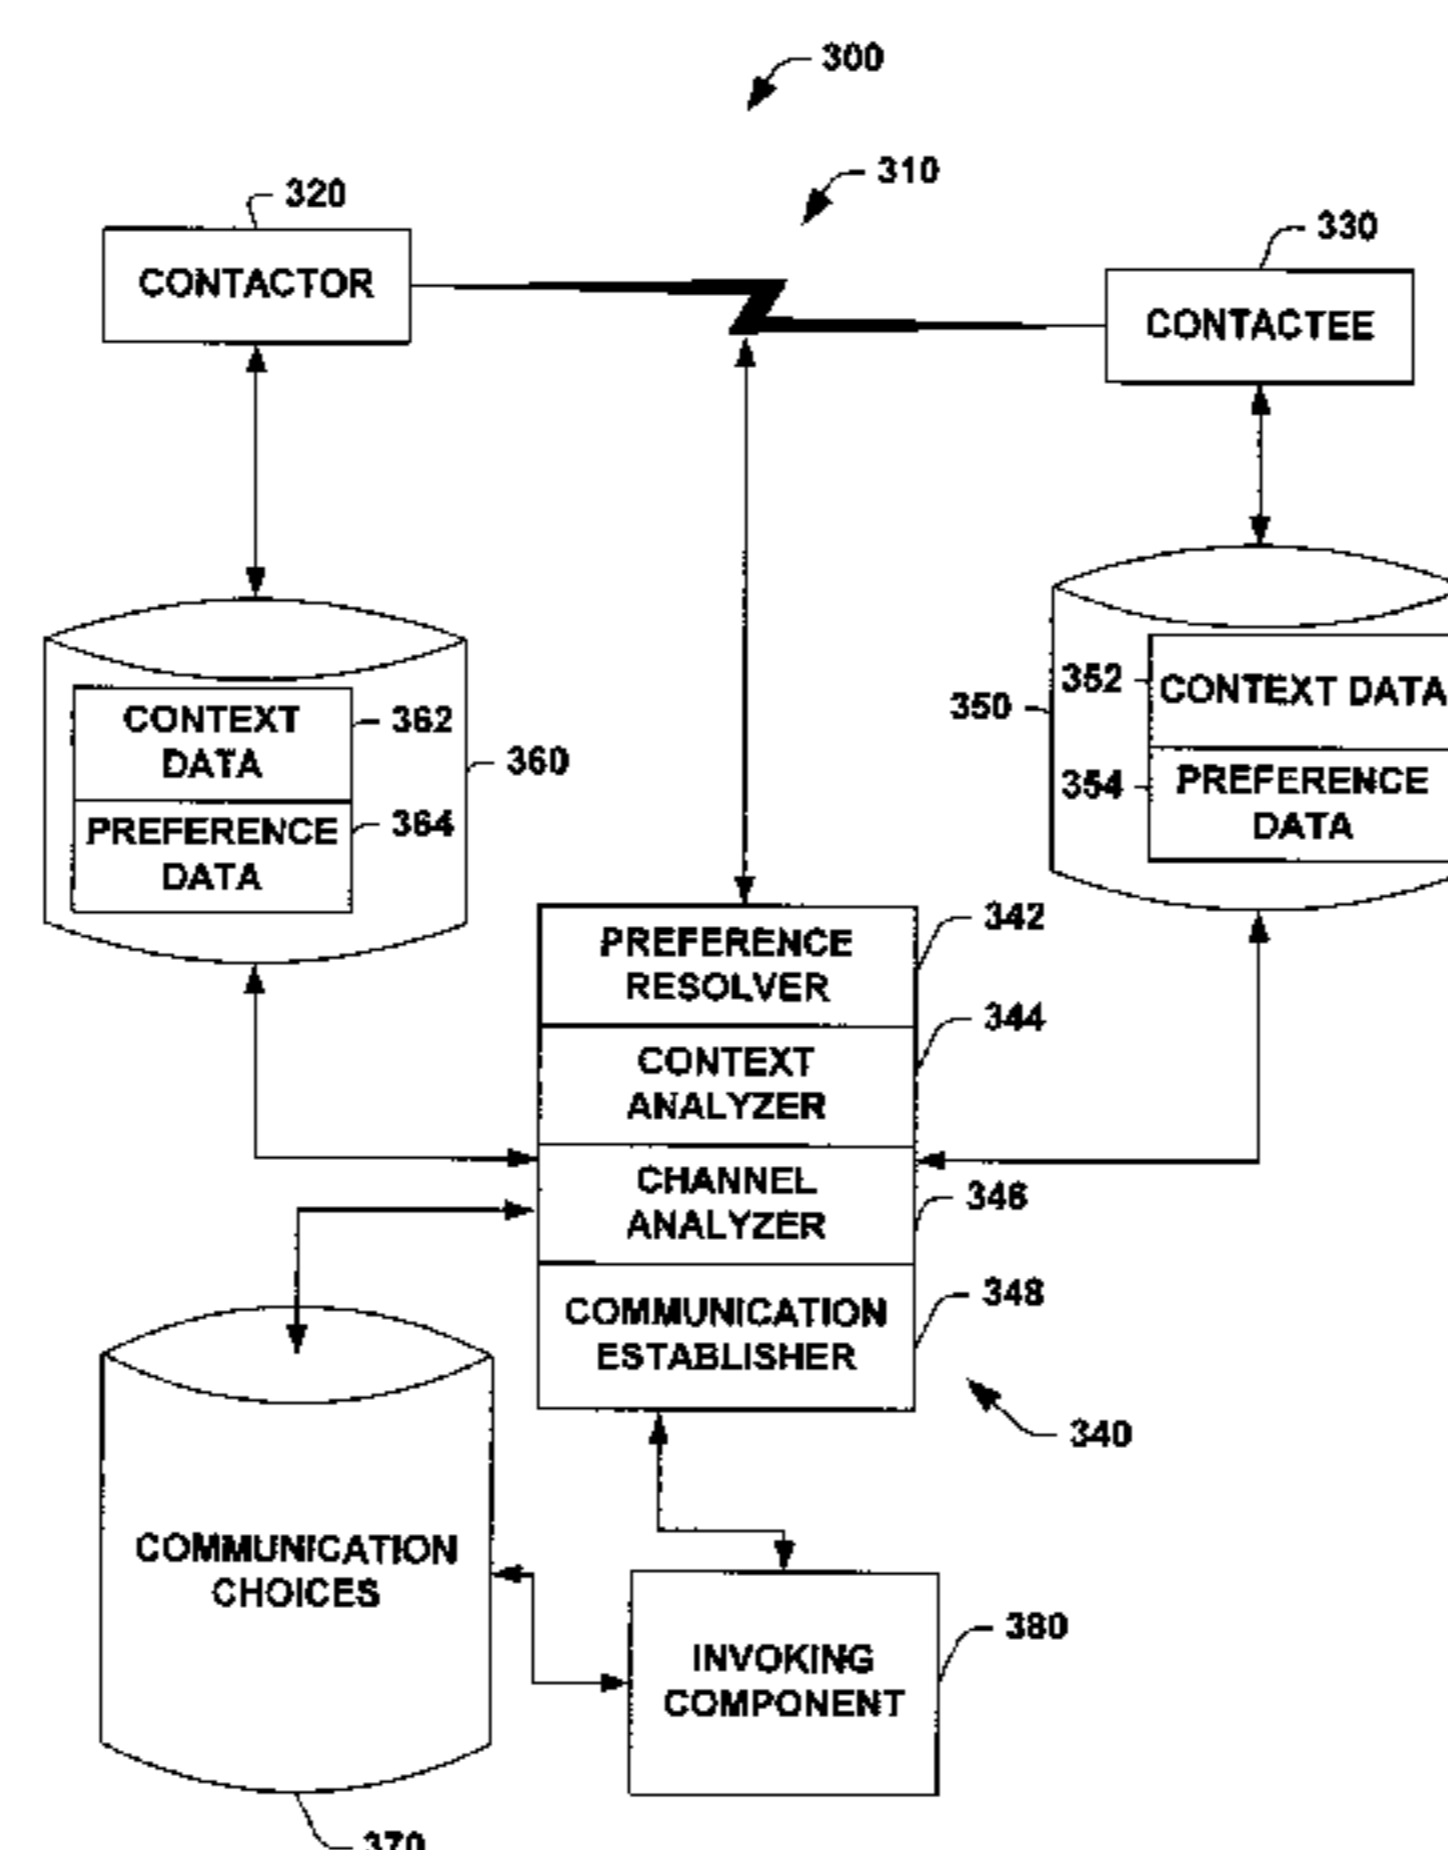 300
310
320
CONTACTOR
330
CONTACTEE
CONTEXT
DATA
362
360
PREFERENCE
DATA
364
350
352
CONTEXT DATA
354
PREFERENCE
DATA
PREFERENCE
RESOLVER
342
CONTEXT
ANALYZER
344
CHANNEL
ANALYZER
346
COMMUNICATION
ESTABLISHER
348
340
COMMUNICATION
CHOICES
370
INVOKING
COMPONENT
380